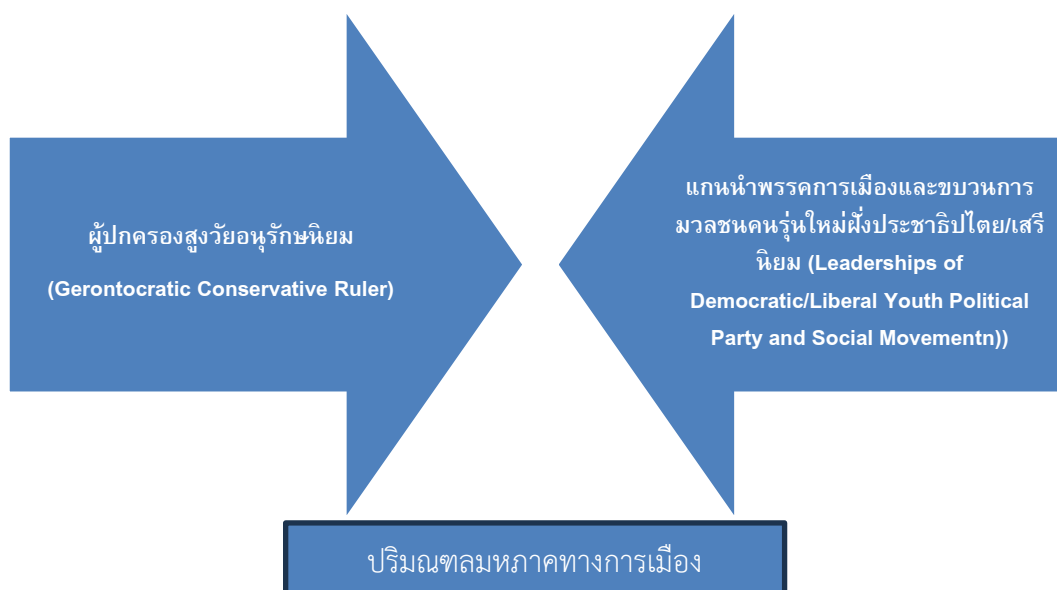 ผู้ปกครองสูงวัยอนุรักษนิยม
(Gerontocratic Conservative Ruler)
แกนนำพรรคการเมืองและขบวนการ
มวลชนคนรุ่นใหม่ฝั่งประชาธิปไตย/เสรี
นิยม (Leaderships of
Democratic/Liberal Youth Political
Party and Social Movementn))
ปริมณฑลมหภาคทางการเมือง